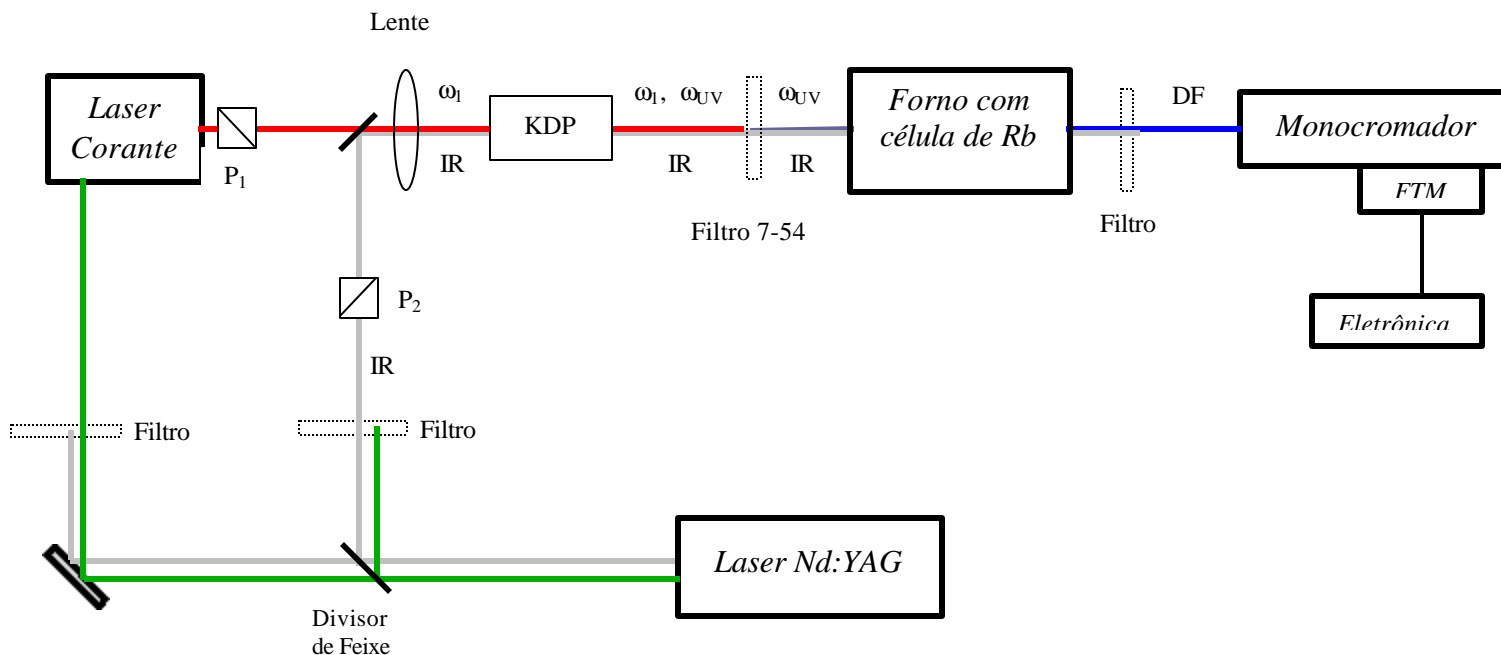 Lente
Laser
Corante
P1
ω1
IR
KDP
ω1, ωUV
IR
ωUV
IR
Filtro 7-54
Forno com
célula de Rb
DF
Filtro
Monocromador
FTM
Eletrônica
P2
IR
Filtro
Filtro
Laser Nd:YAG
Divisor
de Feixe